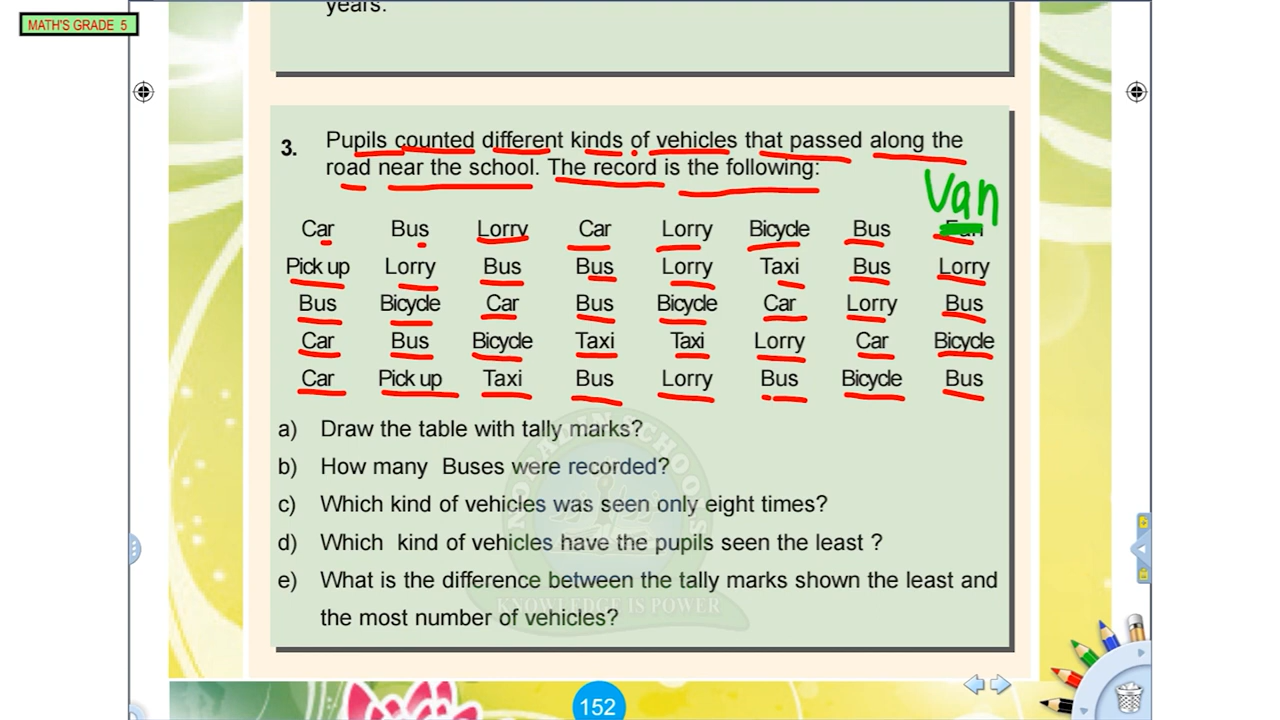 MATH'S GRADE 5
years.
3. Pupils counted different kinds of vehicles that passed along the
road near the school. The record is the following:
Van
Car Bus Lorry Car Lorry Bicycle Bus
Pick up Lorry Bus Bus Lorry Taxi Bus Lorry
Bus Bicycle Car Bus Bicycle Car Lorry Bus
Car Bus Bicycle Taxi Taxi Lorry Car Bicycle
Car Pick up Taxi Bus Lorry Bus Bicycle Bus
a) Draw the table with tally marks?
b) How many Buses were recorded?
c) Which kind of vehicles was seen only eight times?
d) Which kind of vehicles have the pupils seen the least ?
e) What is the difference between the tally marks shown the least and
KNOWLEDGE IS POWER
the most number of vehicles?
152